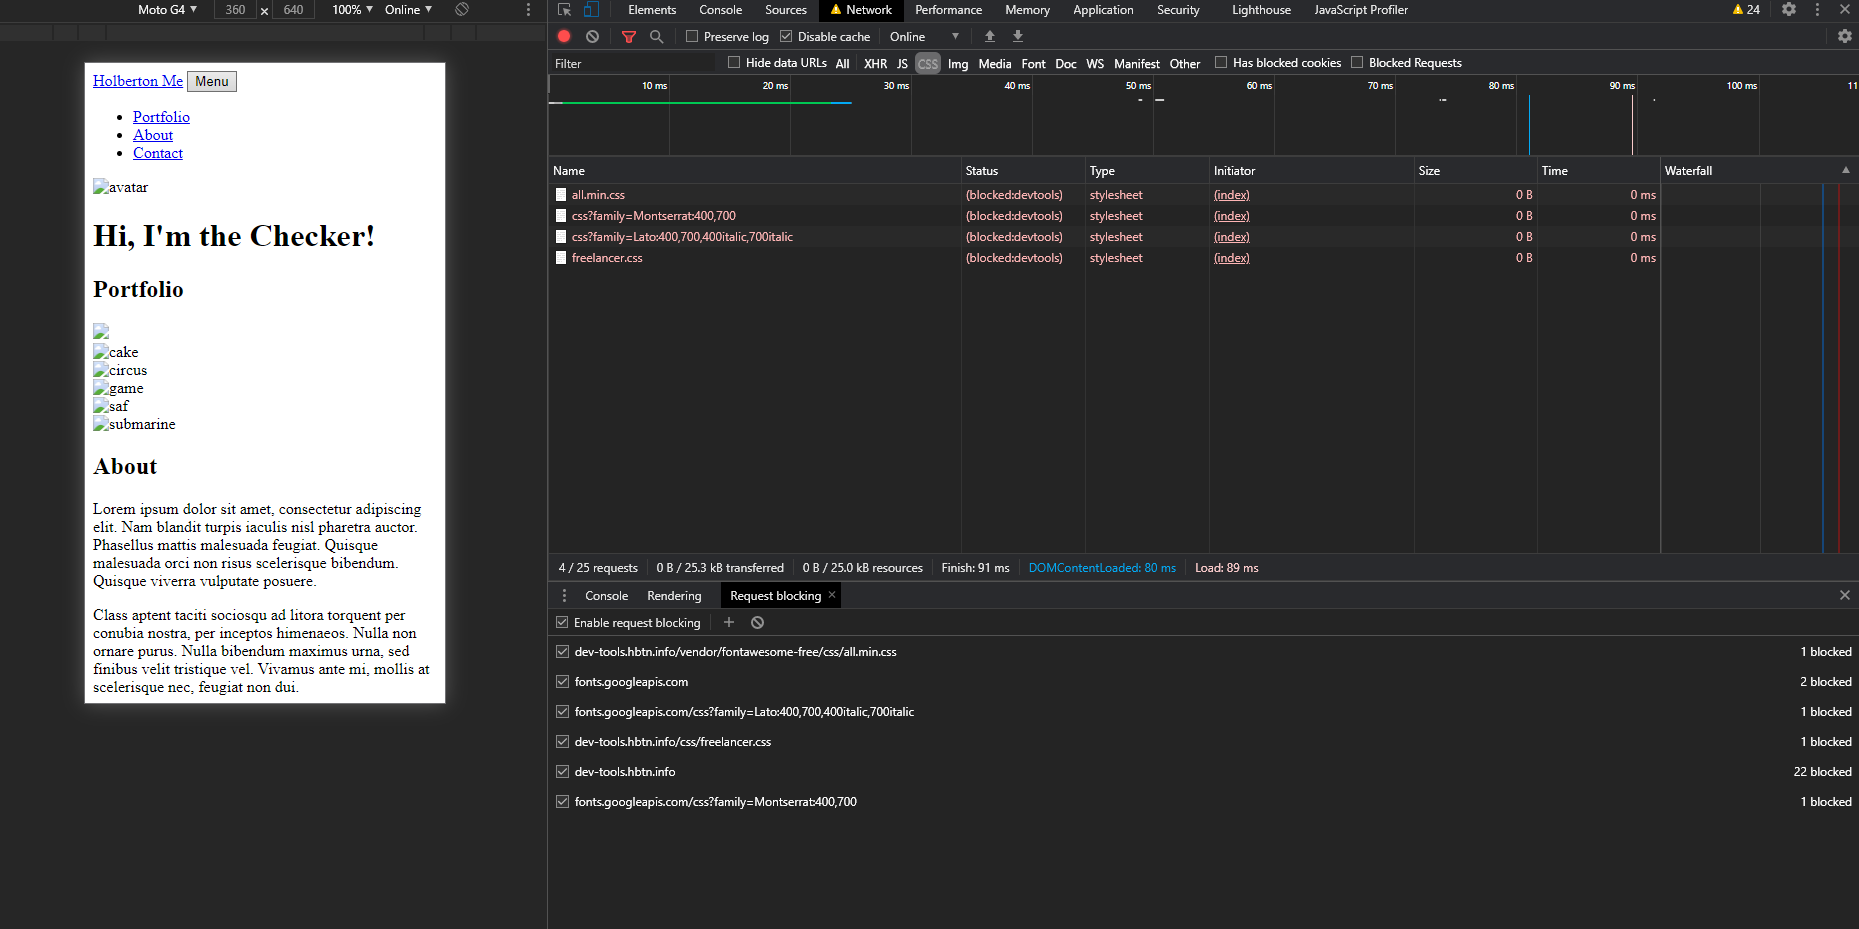 Moto G4 ▼ 360 × 640 100% ▼ Online ▼
Holberton Me Menu
• Portfolio
• About
• Contact
avatar
Hi, I'm the Checker!
Portfolio
cake
circus
game
saf
submarine
About
Lorem ipsum dolor sit amet, consectetur adipiscing
elit. Nam blandit turpis iaculis nisl pharetra auctor.
Phasellus mattis malesuada feugiat. Quisque
malesuada orci non risus scelerisque bibendum.
Quisque viverra vulputate posuere.
Class aptent taciti sociosqu ad litora torquent per
conubia nostra, per inceptos himenaeos. Nulla non
ornare purus. Nulla bibendum maximus urna, sed
finibus velit tristique vel. Vivamus ante mi, mollis at
scelerisque nec, feugiat non dui.
Elements Console Sources Network Performance Memory Application Security Lighthouse JavaScript Profiler 24
Preserve log Disable cache Online ▼
Filter Hide data URLs All XHR JS CSS Img Media Font Doc WS Manifest Other Has blocked cookies Blocked Requests
10 ms 20 ms 30 ms 40 ms 50 ms 60 ms 70 ms 80 ms 90 ms 100 ms 11
Name Status Type Initiator Size Time Waterfall
all.min.css (blocked:devtools) stylesheet (index) 0 B 0 ms
css?family=Montserrat:400,700 (blocked:devtools) stylesheet (index) 0 B 0 ms
css?family=Lato:400,700,400italic,700italic (blocked:devtools) stylesheet (index) 0 B 0 ms
freelancer.css (blocked:devtools) stylesheet (index) 0 B 0 ms
4 / 25 requests 0 B / 25.3 kB transferred 0 B / 25.0 kB resources Finish: 91 ms DOMContentLoaded: 80 ms Load: 89 ms
Console Rendering Request blocking ×
Enable request blocking
dev-tools.hbtn.info/vendor/fontawesome-free/css/all.min.css 1 blocked
fonts.googleapis.com 2 blocked
fonts.googleapis.com/css?family=Lato:400,700,400italic,700italic 1 blocked
dev-tools.hbtn.info/css/freelancer.css 1 blocked
dev-tools.hbtn.info 22 blocked
fonts.googleapis.com/css?family=Montserrat:400,700 1 blocked